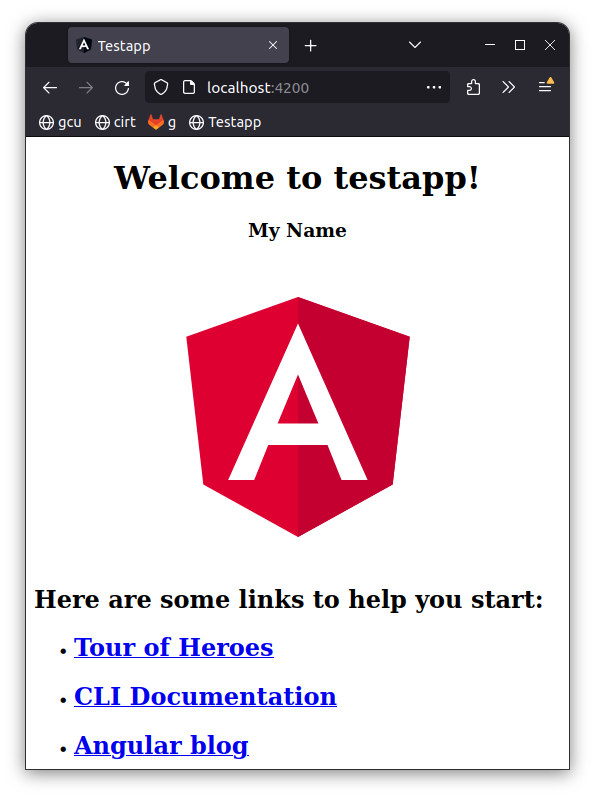 Testapp
localhost:4200
gcu cirt g Testapp
Welcome to testapp!
My Name
A
Here are some links to help you start:
Tour of Heroes
CLI Documentation
Angular blog